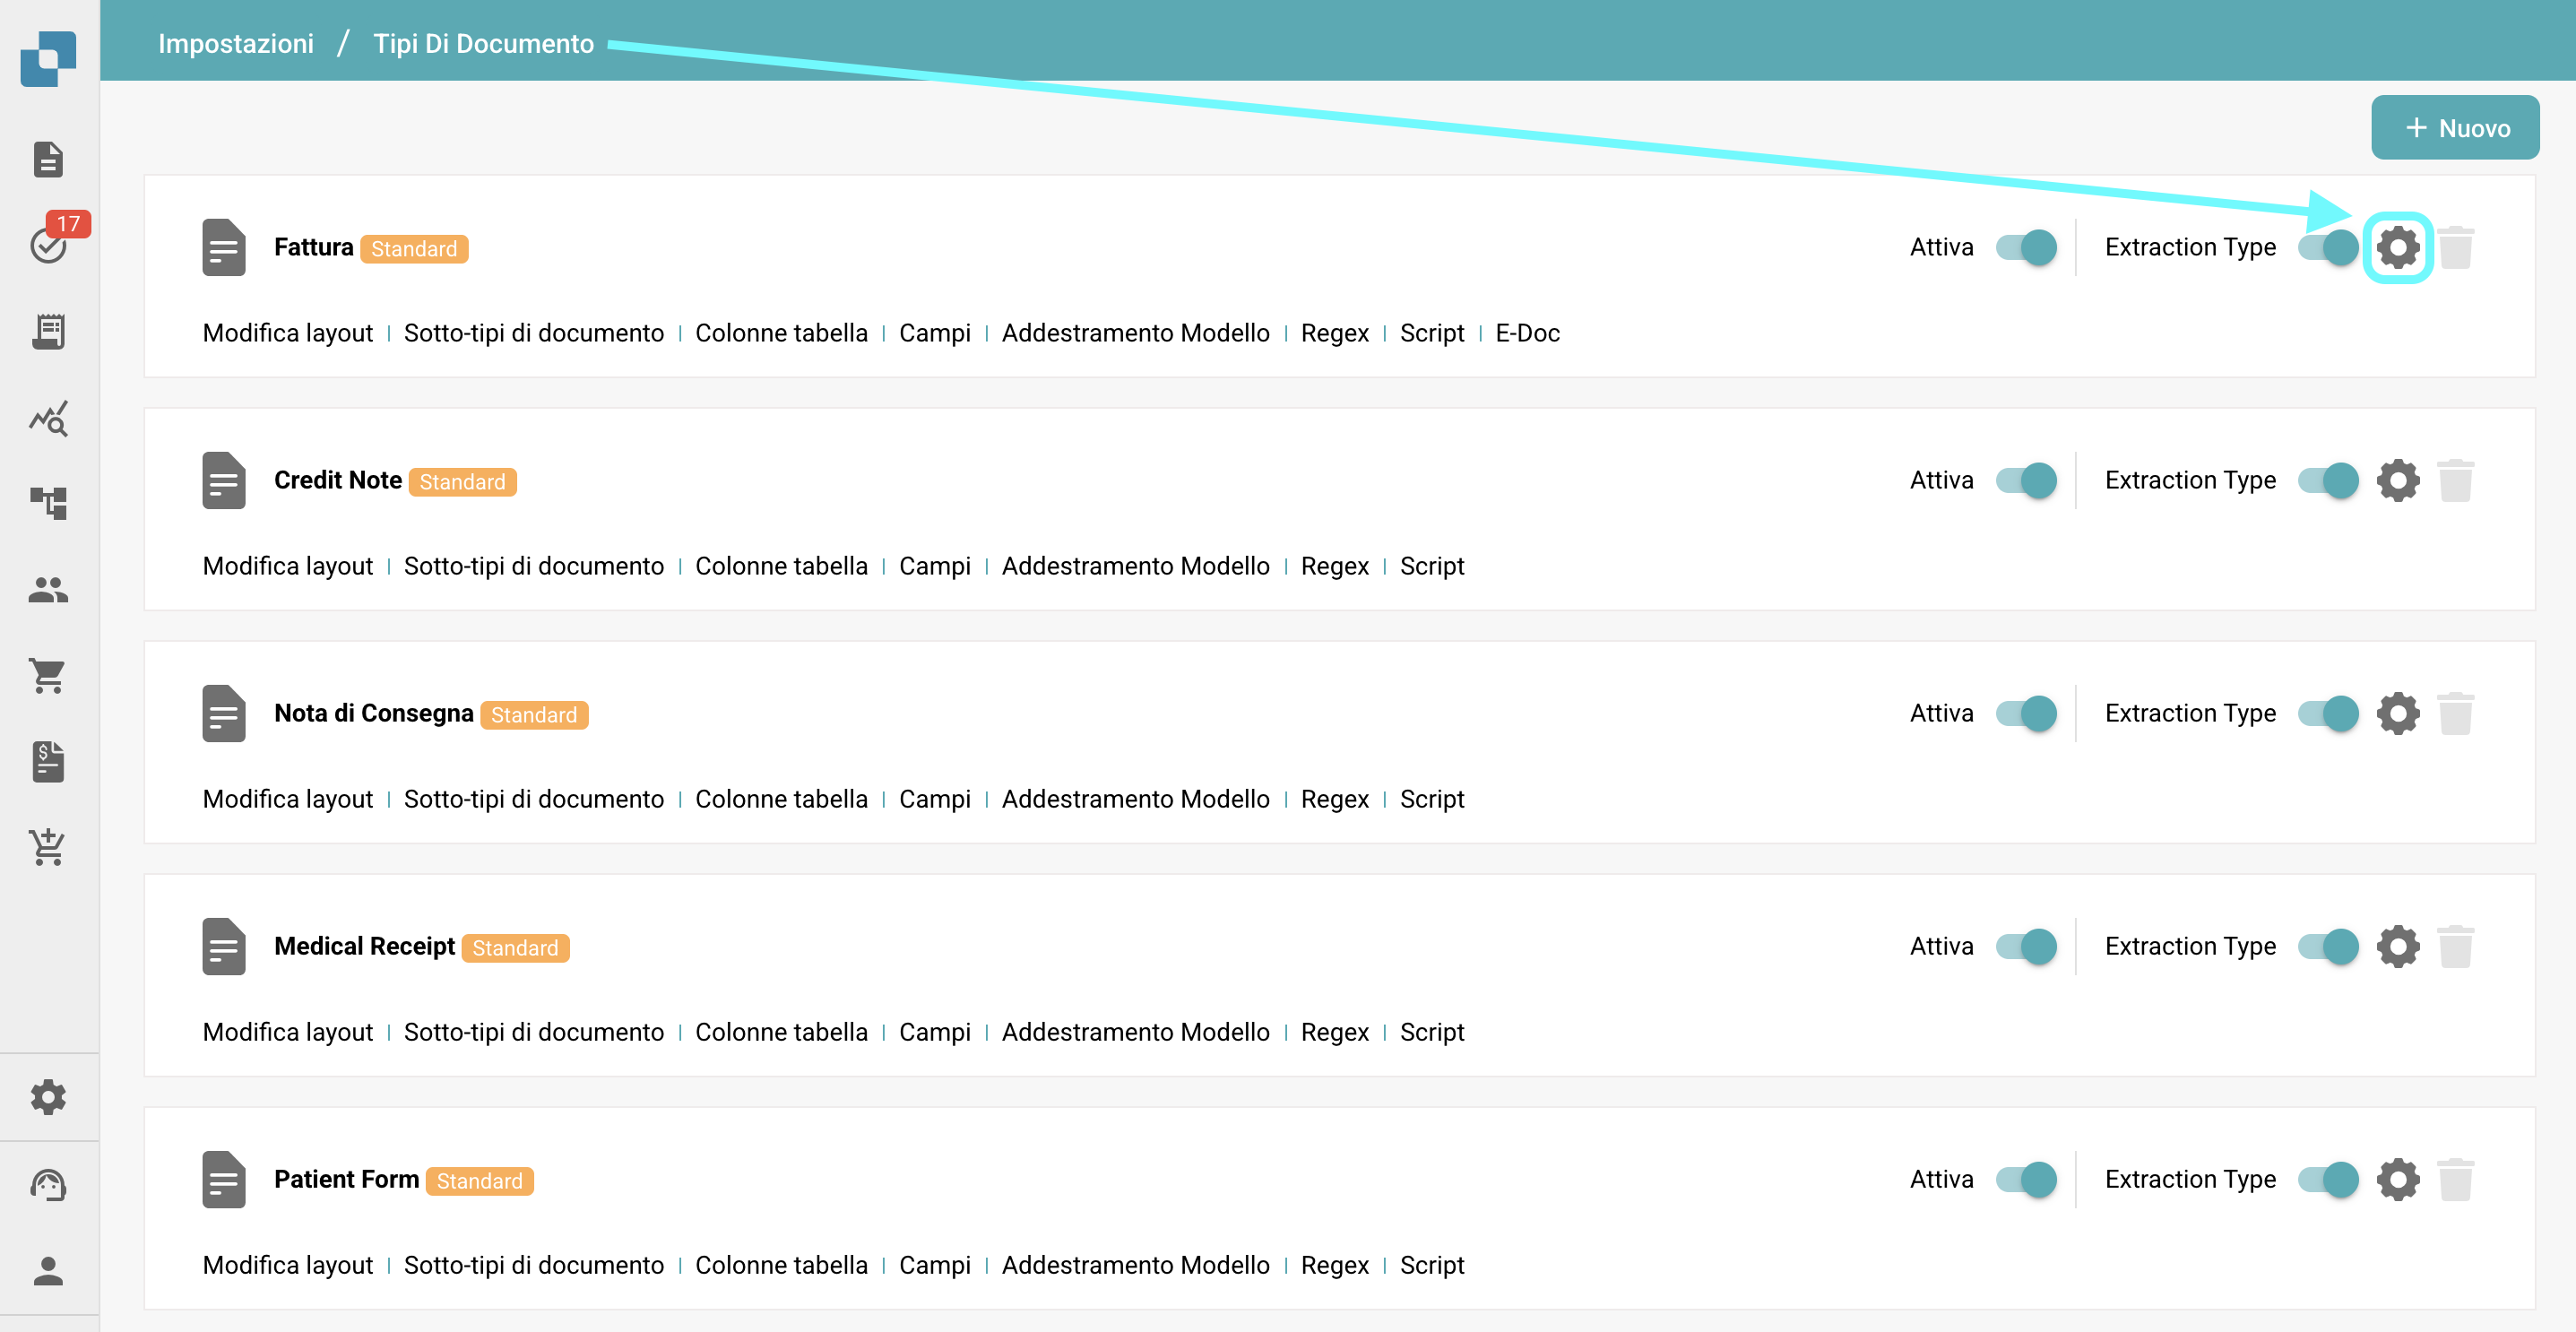 Impostazioni / Tipi Di Documento
+ Nuovo
17
Fattura Standard Attiva Extraction Type
Modifica layout | Sotto-tipi di documento | Colonne tabella | Campi | Addestramento Modello | Regex | Script | E-Doc
Credit Note Standard Attiva Extraction Type
Modifica layout | Sotto-tipi di documento | Colonne tabella | Campi | Addestramento Modello | Regex | Script
Nota di Consegna Standard Attiva Extraction Type
Modifica layout | Sotto-tipi di documento | Colonne tabella | Campi | Addestramento Modello | Regex | Script
Medical Receipt Standard Attiva Extraction Type
Modifica layout | Sotto-tipi di documento | Colonne tabella | Campi | Addestramento Modello | Regex | Script
Patient Form Standard Attiva Extraction Type
Modifica layout | Sotto-tipi di documento | Colonne tabella | Campi | Addestramento Modello | Regex | Script